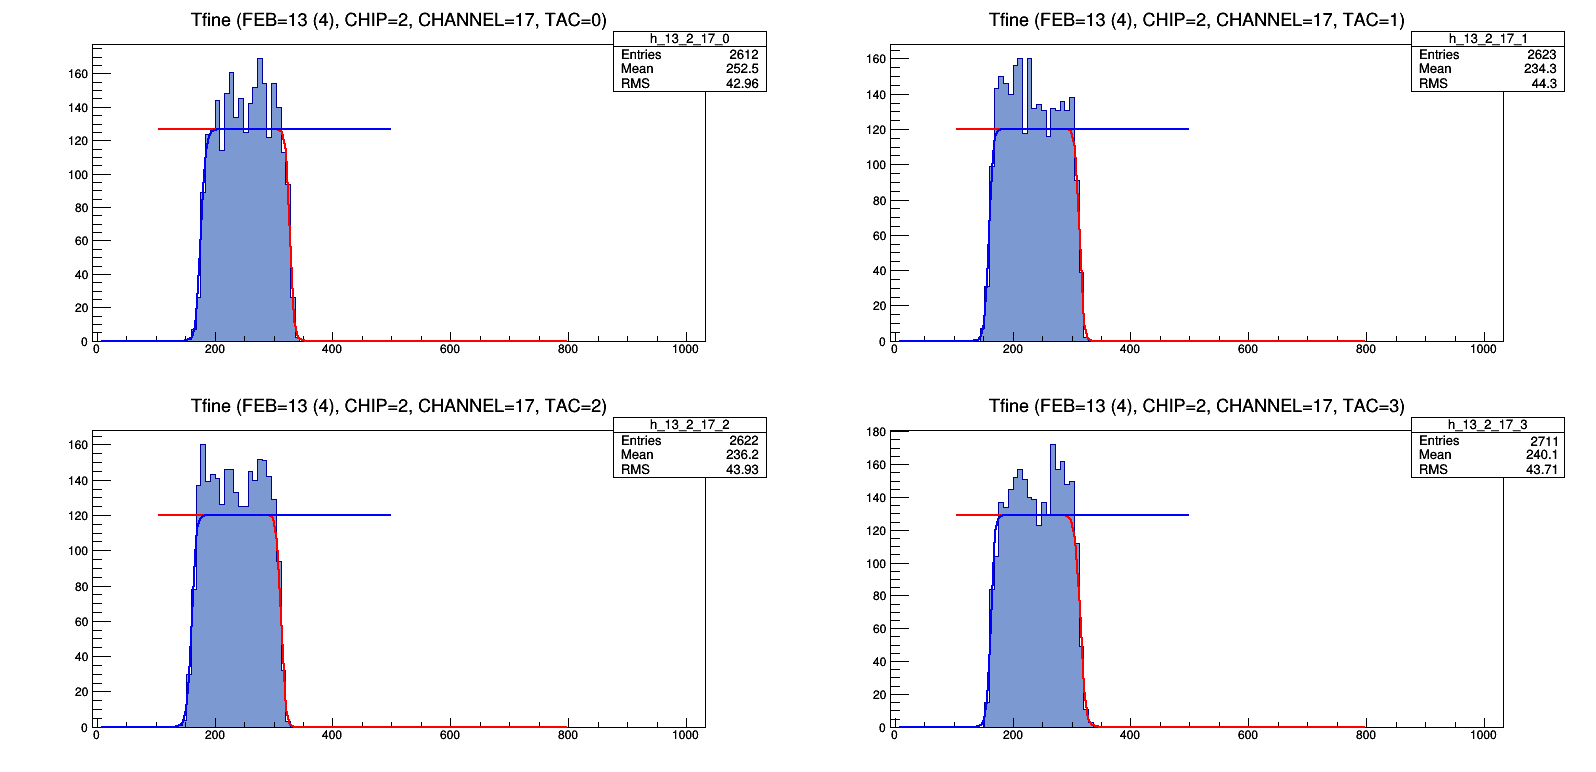 Tfine (FEB=13 (4), CHIP=2, CHANNEL=17, TAC=0)
h_13_2_17_0
Entries 2612
Mean 252.5
RMS 42.96
160
140
120
100
80
60
40
20
0
0 200 400 600 800 1000
Tfine (FEB=13 (4), CHIP=2, CHANNEL=17, TAC=1)
h_13_2_17_1
Entries 2623
Mean 234.3
RMS 44.3
160
140
120
100
80
60
40
20
0
0 200 400 600 800 1000
Tfine (FEB=13 (4), CHIP=2, CHANNEL=17, TAC=2)
h_13_2_17_2
Entries 2622
Mean 236.2
RMS 43.93
160
140
120
100
80
60
40
20
0
0 200 400 600 800 1000
Tfine (FEB=13 (4), CHIP=2, CHANNEL=17, TAC=3)
h_13_2_17_3
Entries 2711
Mean 240.1
RMS 43.71
180
160
140
120
100
80
60
40
20
0
0 200 400 600 800 1000